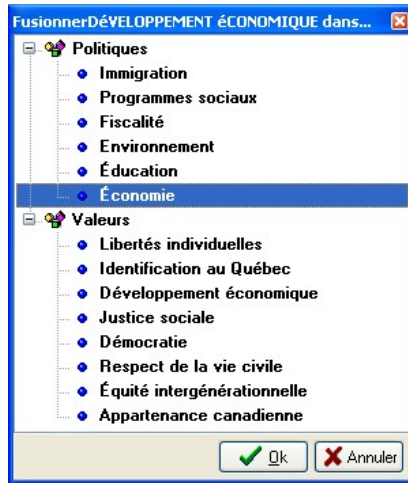 FusionnerDéVELOPPEMENT éCONOMIQUE dans...
Politiques
Immigration
Programmes sociaux
Fiscalité
Environnement
Éducation
Économie
Valeurs
Libertés individuelles
Identification au Québec
Développement économique
Justice sociale
Démocratie
Respect de la vie civile
Équité intergénérationnelle
Appartenance canadienne
Ok Annuler